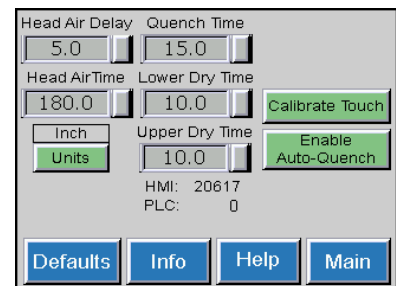 Head Air Delay Quench Time
5.0 15.0
Head AirTime Lower Dry Time
180.0 10.0 Calibrate Touch
Inch Upper Dry Time Enable
Units 10.0 Auto-Quench
HMI: 20617
PLC: 0
Defaults Info Help Main